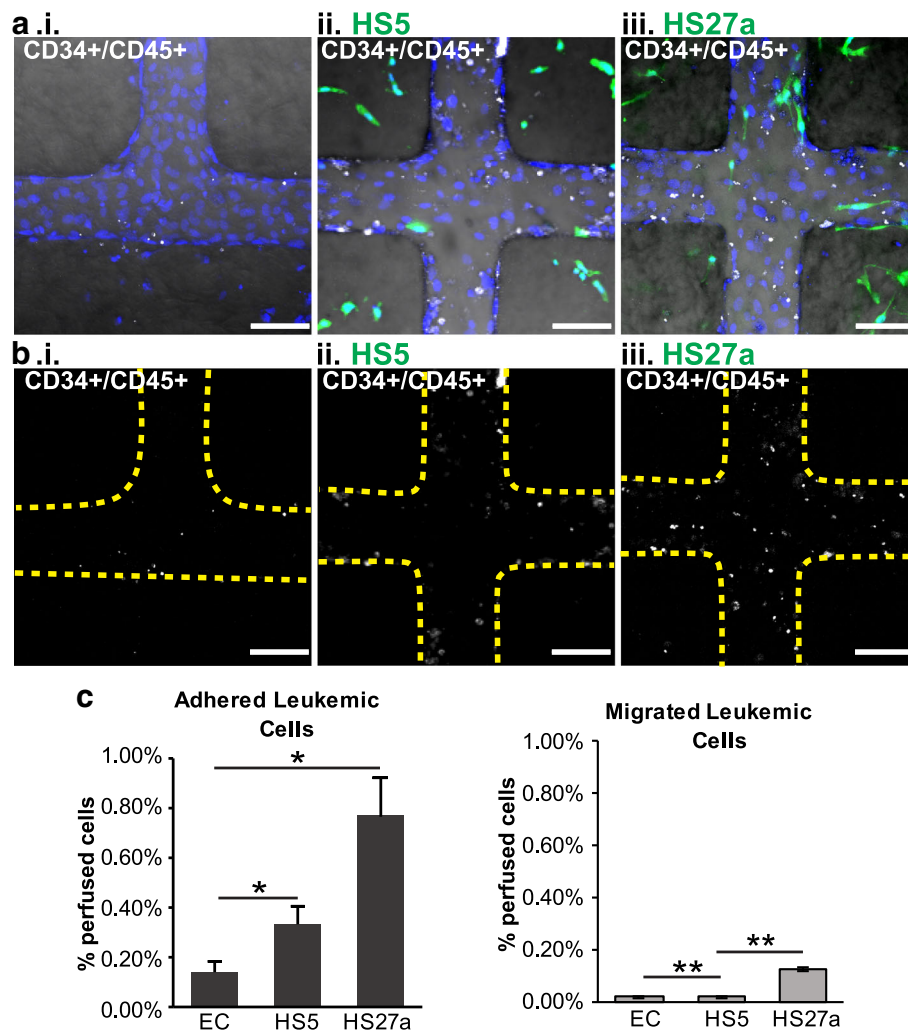 a .i.
ii. HS5
iii. HS27a
CD34+/CD45+
CD34+/CD45+
CD34+/CD45+
b .i.
ii. HS5
iii. HS27a
CD34+/CD45+
CD34+/CD45+
CD34+/CD45+
c
Adhered Leukemic
Cells
% perfused cells
1.00%
0.80%
0.60%
0.40%
0.20%
0.00%
*
*
EC
HS5
HS27a
Migrated Leukemic
Cells
% perfused cells
1.00%
0.80%
0.60%
0.40%
0.20%
0.00%
**
**
EC
HS5
HS27a